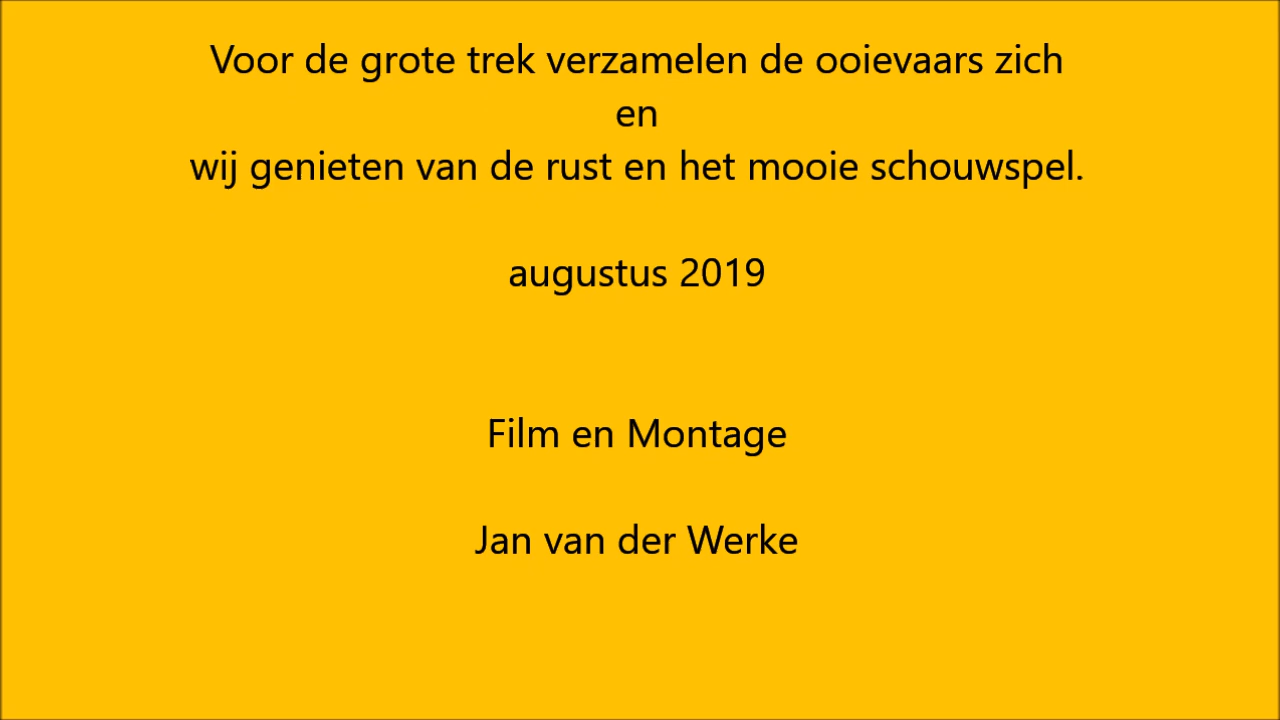 Voor de grote trek verzamelen de ooievaars zich
en
wij genieten van de rust en het mooie schouwspel.
augustus 2019
Film en Montage
Jan van der Werke